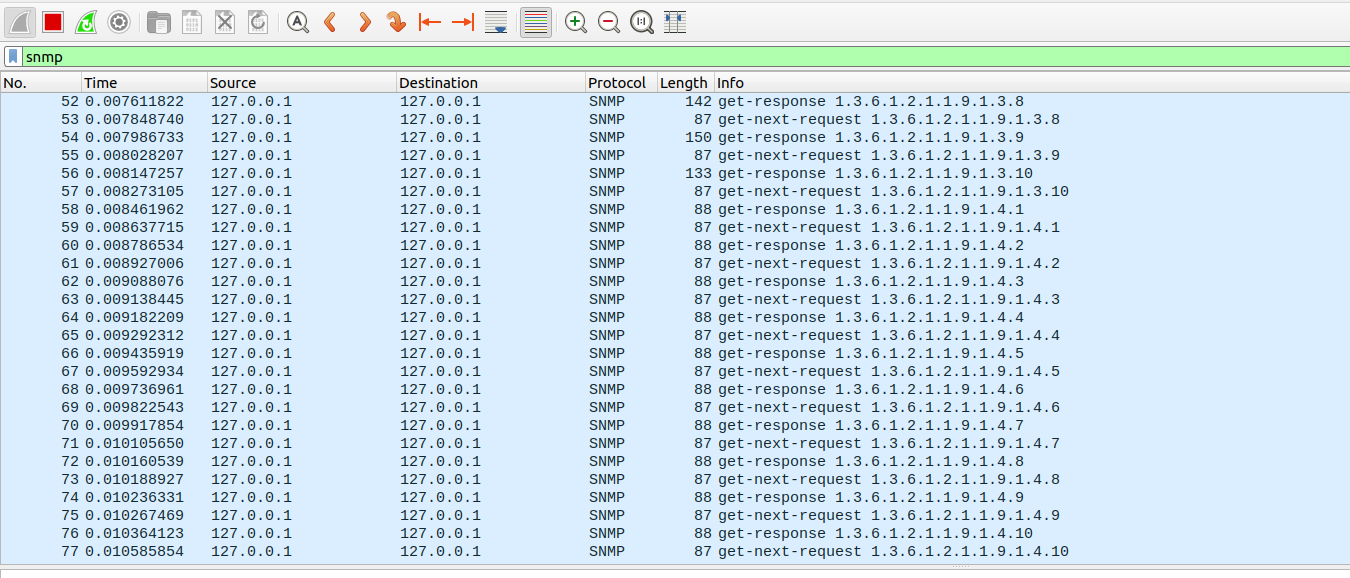 snmp
No. Time Source Destination Protocol Length Info
52 0.007611822 127.0.0.1 127.0.0.1 SNMP 142 get-response 1.3.6.1.2.1.1.9.1.3.8
53 0.007848740 127.0.0.1 127.0.0.1 SNMP 87 get-next-request 1.3.6.1.2.1.1.9.1.3.8
54 0.007986733 127.0.0.1 127.0.0.1 SNMP 150 get-response 1.3.6.1.2.1.1.9.1.3.9
55 0.008028207 127.0.0.1 127.0.0.1 SNMP 87 get-next-request 1.3.6.1.2.1.1.9.1.3.9
56 0.008147257 127.0.0.1 127.0.0.1 SNMP 133 get-response 1.3.6.1.2.1.1.9.1.3.10
57 0.008273105 127.0.0.1 127.0.0.1 SNMP 87 get-next-request 1.3.6.1.2.1.1.9.1.3.10
58 0.008461962 127.0.0.1 127.0.0.1 SNMP 88 get-response 1.3.6.1.2.1.1.9.1.4.1
59 0.008637715 127.0.0.1 127.0.0.1 SNMP 87 get-next-request 1.3.6.1.2.1.1.9.1.4.1
60 0.008786534 127.0.0.1 127.0.0.1 SNMP 88 get-response 1.3.6.1.2.1.1.9.1.4.2
61 0.008927006 127.0.0.1 127.0.0.1 SNMP 87 get-next-request 1.3.6.1.2.1.1.9.1.4.2
62 0.009088076 127.0.0.1 127.0.0.1 SNMP 88 get-response 1.3.6.1.2.1.1.9.1.4.3
63 0.009138445 127.0.0.1 127.0.0.1 SNMP 87 get-next-request 1.3.6.1.2.1.1.9.1.4.3
64 0.009182209 127.0.0.1 127.0.0.1 SNMP 88 get-response 1.3.6.1.2.1.1.9.1.4.4
65 0.009292312 127.0.0.1 127.0.0.1 SNMP 87 get-next-request 1.3.6.1.2.1.1.9.1.4.4
66 0.009435919 127.0.0.1 127.0.0.1 SNMP 88 get-response 1.3.6.1.2.1.1.9.1.4.5
67 0.009592934 127.0.0.1 127.0.0.1 SNMP 87 get-next-request 1.3.6.1.2.1.1.9.1.4.5
68 0.009736961 127.0.0.1 127.0.0.1 SNMP 88 get-response 1.3.6.1.2.1.1.9.1.4.6
69 0.009822543 127.0.0.1 127.0.0.1 SNMP 87 get-next-request 1.3.6.1.2.1.1.9.1.4.6
70 0.009917854 127.0.0.1 127.0.0.1 SNMP 88 get-response 1.3.6.1.2.1.1.9.1.4.7
71 0.010105650 127.0.0.1 127.0.0.1 SNMP 87 get-next-request 1.3.6.1.2.1.1.9.1.4.7
72 0.010160539 127.0.0.1 127.0.0.1 SNMP 88 get-response 1.3.6.1.2.1.1.9.1.4.8
73 0.010188927 127.0.0.1 127.0.0.1 SNMP 87 get-next-request 1.3.6.1.2.1.1.9.1.4.8
74 0.010236331 127.0.0.1 127.0.0.1 SNMP 88 get-response 1.3.6.1.2.1.1.9.1.4.9
75 0.010267469 127.0.0.1 127.0.0.1 SNMP 87 get-next-request 1.3.6.1.2.1.1.9.1.4.9
76 0.010364123 127.0.0.1 127.0.0.1 SNMP 88 get-response 1.3.6.1.2.1.1.9.1.4.10
77 0.010585854 127.0.0.1 127.0.0.1 SNMP 87 get-next-request 1.3.6.1.2.1.1.9.1.4.10